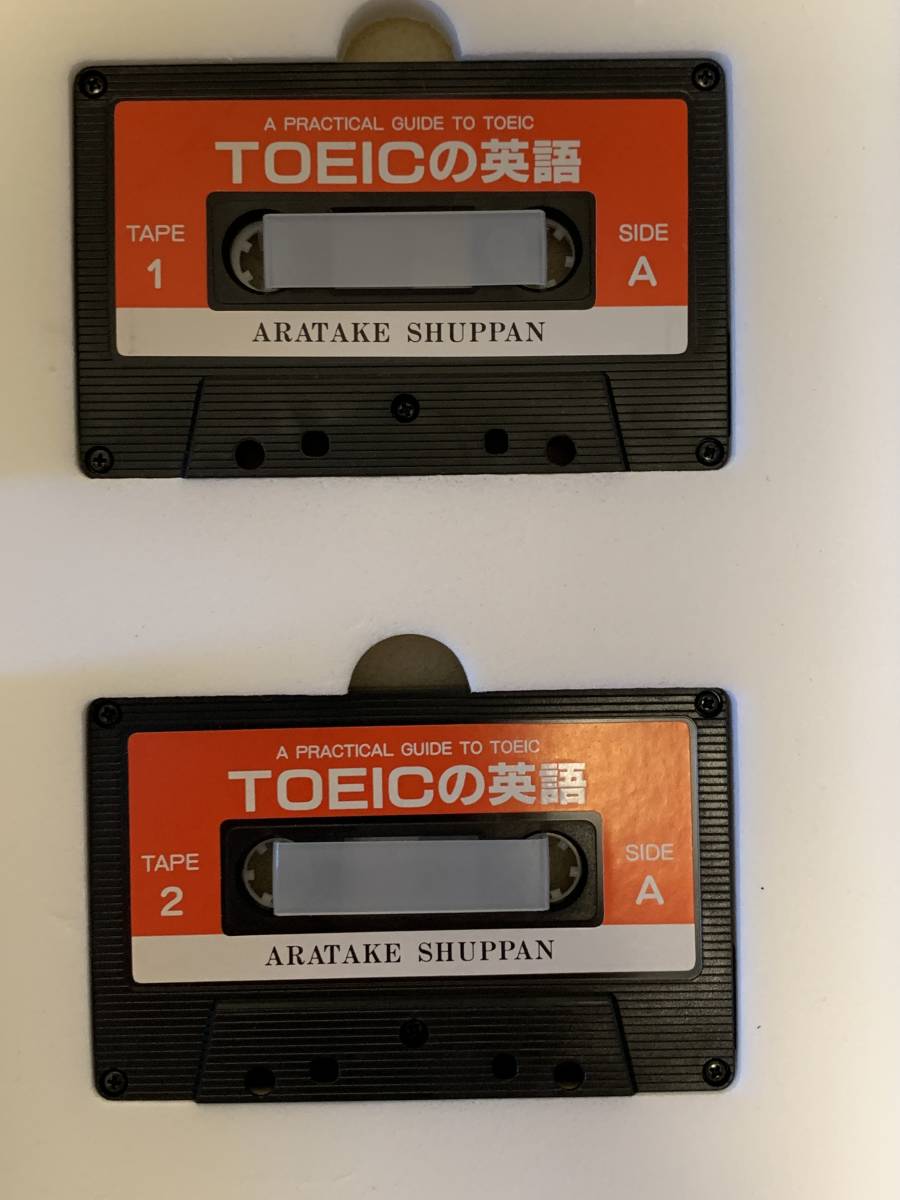 A PRACTICAL GUIDE TO TOEIC
TOEICの英語
TAPE
1
SIDE
A
ARATAKE SHUPPAN
A PRACTICAL GUIDE TO TOEIC
TOEICの英語
TAPE
2
SIDE
A
ARATAKE SHUPPAN